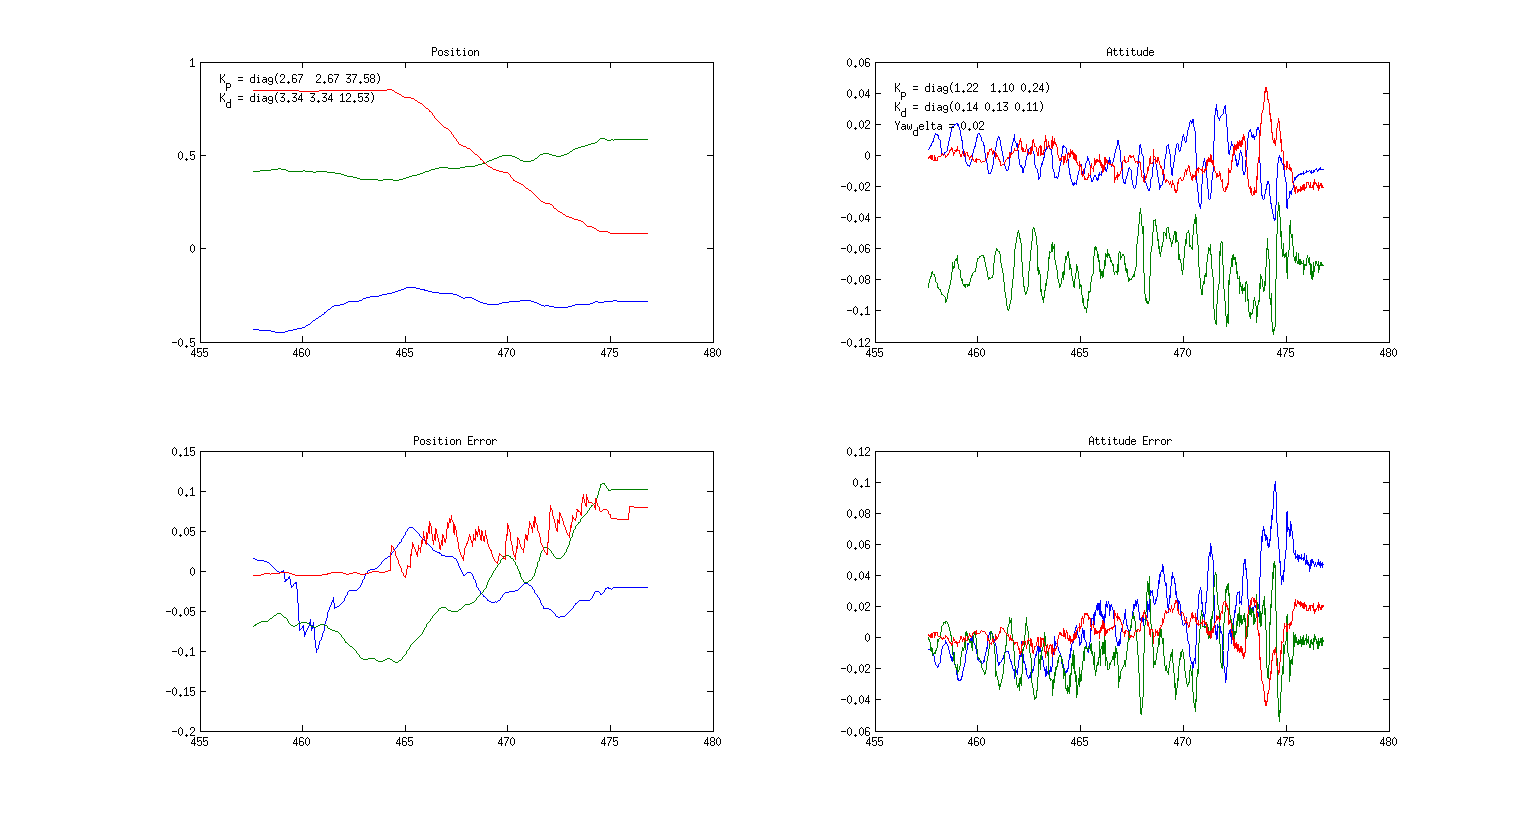 Position
1
0.5
0
-0.5
455 460 465 470 475 480
K_p = diag(2.67  2.67 37.58)
K_d = diag(3.34 3.34 12.53)
Attitude
0.06
0.04
0.02
0
-0.02
-0.04
-0.06
-0.08
-0.1
-0.12
455 460 465 470 475 480
K_p = diag(1.22  1.10 0.24)
K_d = diag(0.14 0.13 0.11)
Yaw_delta = 0.02
Position Error
0.15
0.1
0.05
0
-0.05
-0.1
-0.15
-0.2
455 460 465 470 475 480
Attitude Error
0.12
0.1
0.08
0.06
0.04
0.02
0
-0.02
-0.04
-0.06
455 460 465 470 475 480